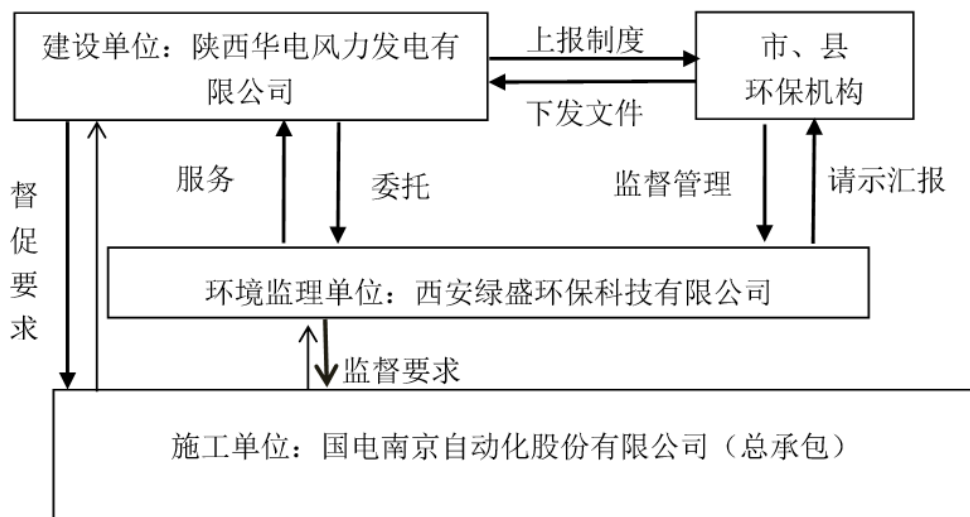 建设单位：陕西华电风力发电有
限公司
上报制度
下发文件
市、县
环保机构
督促要求
服务
委托
监督管理
请示汇报
环境监理单位：西安绿盛环保科技有限公司
监督要求
施工单位：国电南京自动化股份有限公司（总承包）